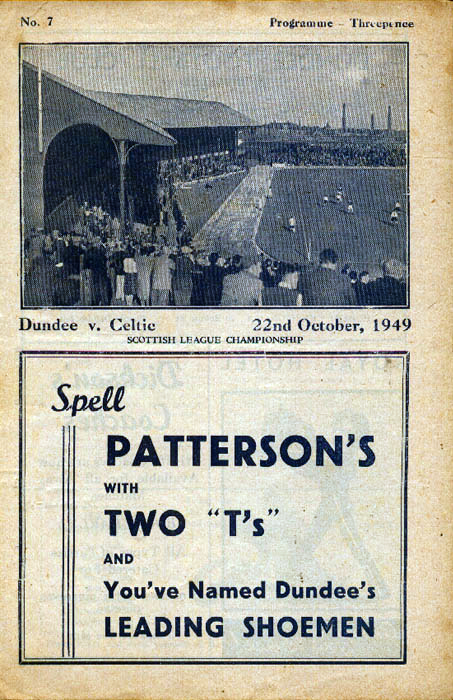 No. 7 Programme – Threepence
Dundee v. Celtic 22nd October, 1949
SCOTTISH LEAGUE CHAMPIONSHIP
Spell
PATTERSON'S
WITH
TWO "T's"
AND
You've Named Dundee's
LEADING SHOEMEN